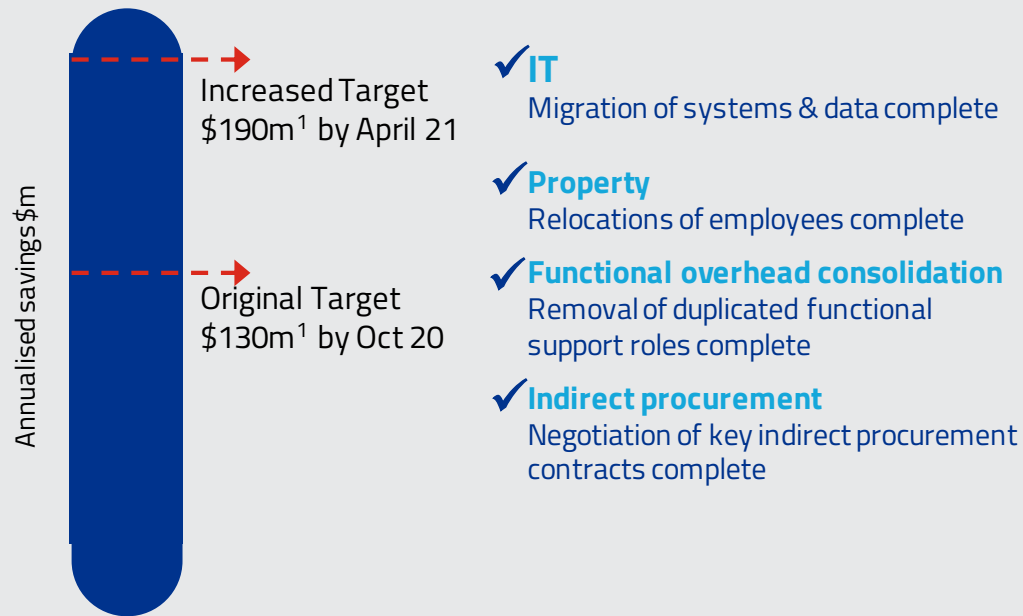 Annualised savings $m
Increased Target
$190m¹ by April 21
Original Target
$130m¹ by Oct 20
IT
Migration of systems & data complete
Property
Relocations of employees complete
Functional overhead consolidation
Removal of duplicated functional
support roles complete
Indirect procurement
Negotiation of key indirect procurement
contracts complete